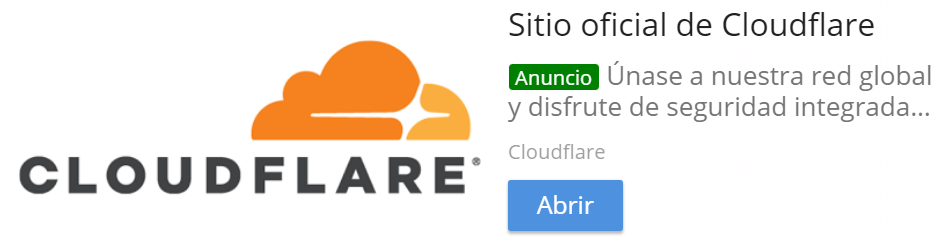 CLOUDFLARE®
Sitio oficial de Cloudflare
Anuncio Únase a nuestra red global
y disfrute de seguridad integrada...
Cloudflare
Abrir